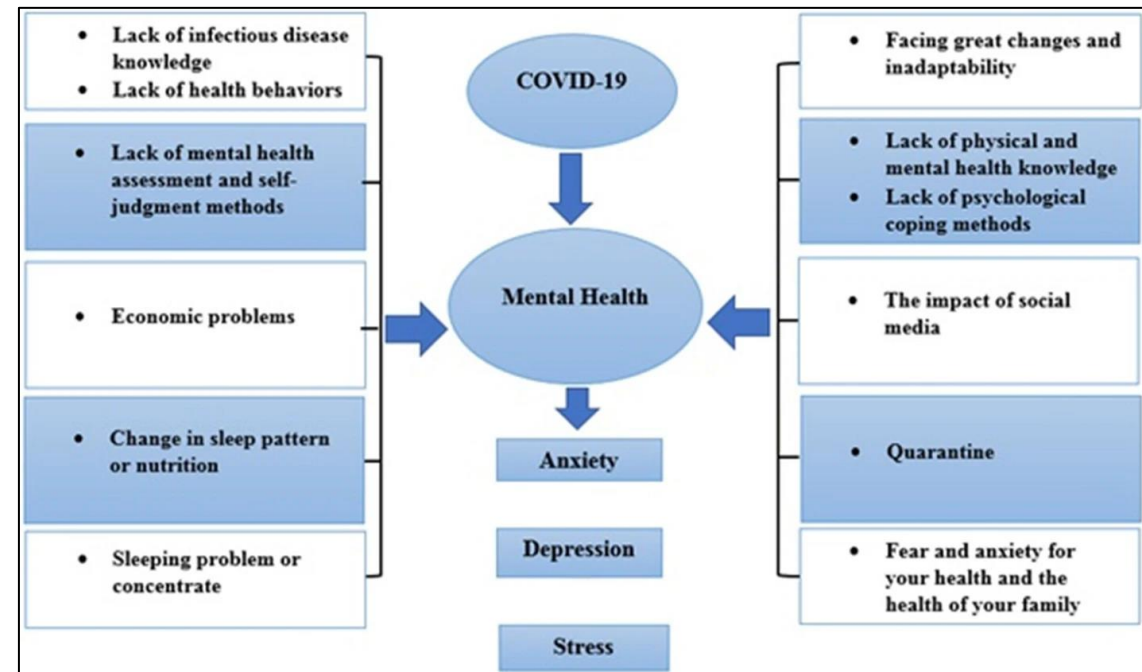 • Lack of infectious disease
knowledge
• Lack of health behaviors
• Lack of mental health
assessment and self-
judgment methods
• Economic problems
• Change in sleep pattern
or nutrition
• Sleeping problem or
concentrate
COVID-19
Mental Health
Anxiety
Depression
Stress
• Facing great changes and
inadaptability
• Lack of physical and
mental health knowledge
• Lack of psychological
coping methods
• The impact of social
media
• Quarantine
• Fear and anxiety for
your health and the
health of your family